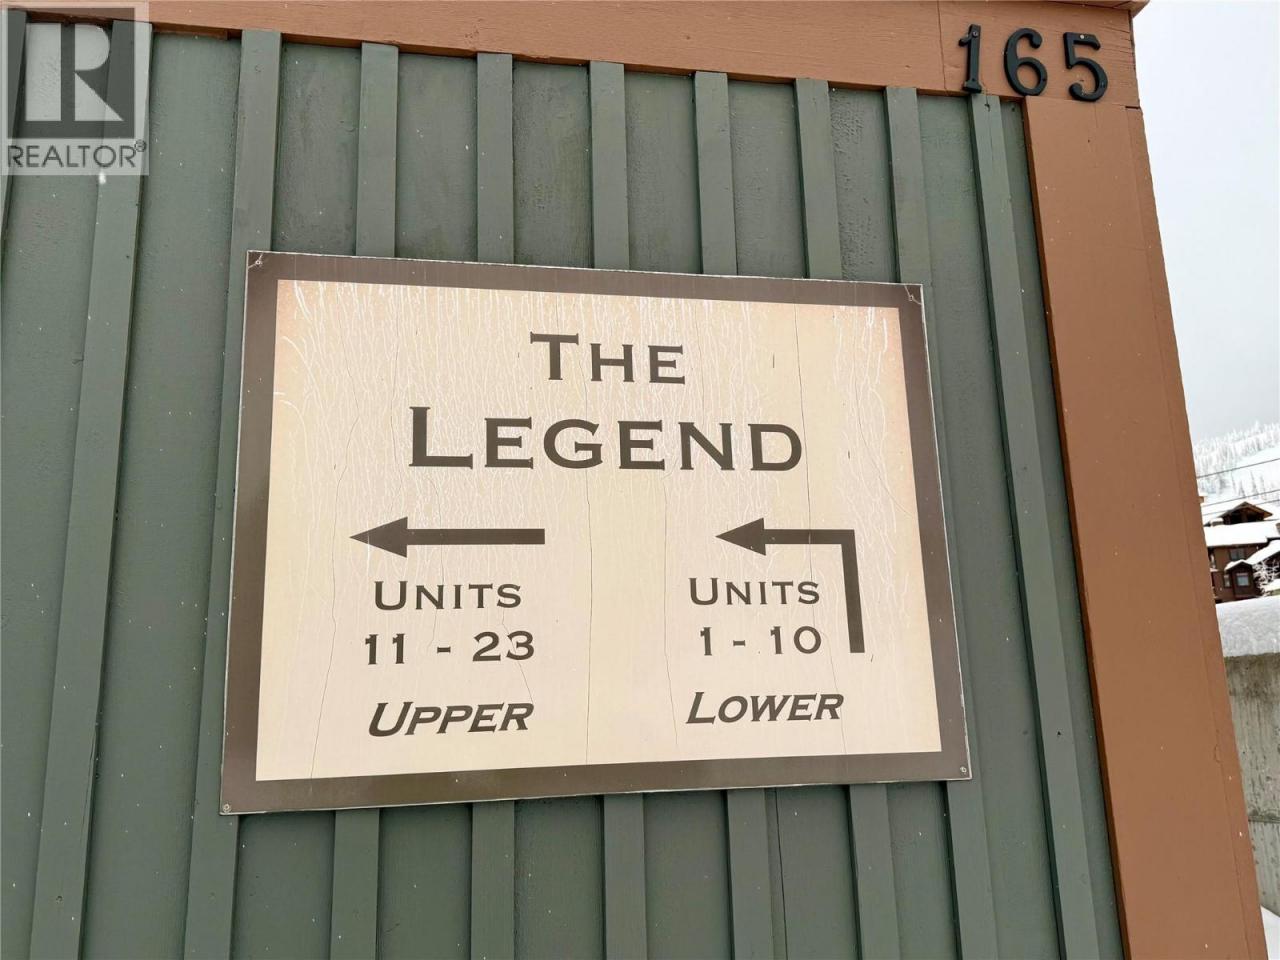 165
REALTOR®
THE
LEGEND
UNITS
11 - 23
UPPER
UNITS
1 - 10
LOWER